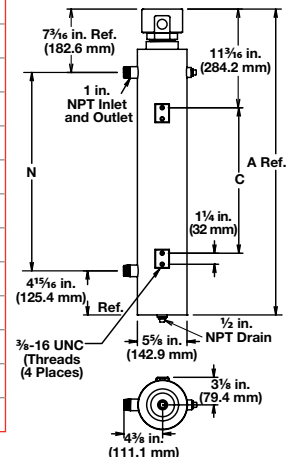 7³⁄₁₆ in. Ref.
(182.6 mm)
11³⁄₁₆ in.
(284.2 mm)
1 in.
NPT Inlet
and Outlet
A Ref.
N
C
1¼ in.
(32 mm)
4¹⁵⁄₁₆ in.
(125.4 mm)
Ref.
³⁄₈-16 UNC
(Threads
(4 Places)
5⅝ in.
(142.9 mm)
½ in.
NPT Drain
3⅛ in.
(79.4 mm)
4⅜ in.
(111.1 mm)